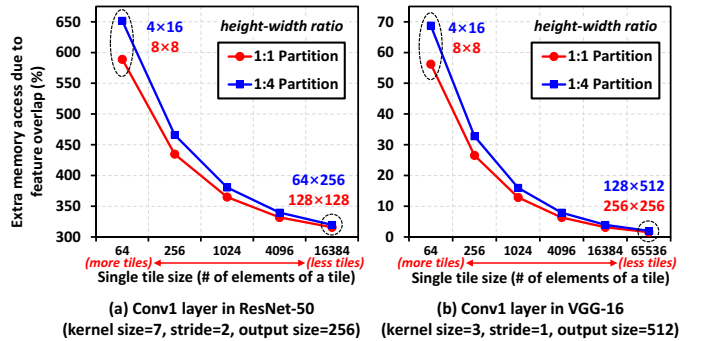 Extra memory access due to
feature overlap (%)
650
600
550
500
450
400
350
300
4×16
8×8
height-width ratio
1:1 Partition
1:4 Partition
64×256
128×128
64
256
1024
4096
16384
(more tiles)
(less tiles)
Single tile size (# of elements of a tile)
(a) Conv1 layer in ResNet-50
(kernel size=7, stride=2, output size=256)
70
60
50
40
30
20
10
0
4×16
8×8
height-width ratio
1:1 Partition
1:4 Partition
128×512
256×256
64
256
1024
4096
16384
65536
(more tiles)
(less tiles)
Single tile size (# of elements of a tile)
(b) Conv1 layer in VGG-16
(kernel size=3, stride=1, output size=512)